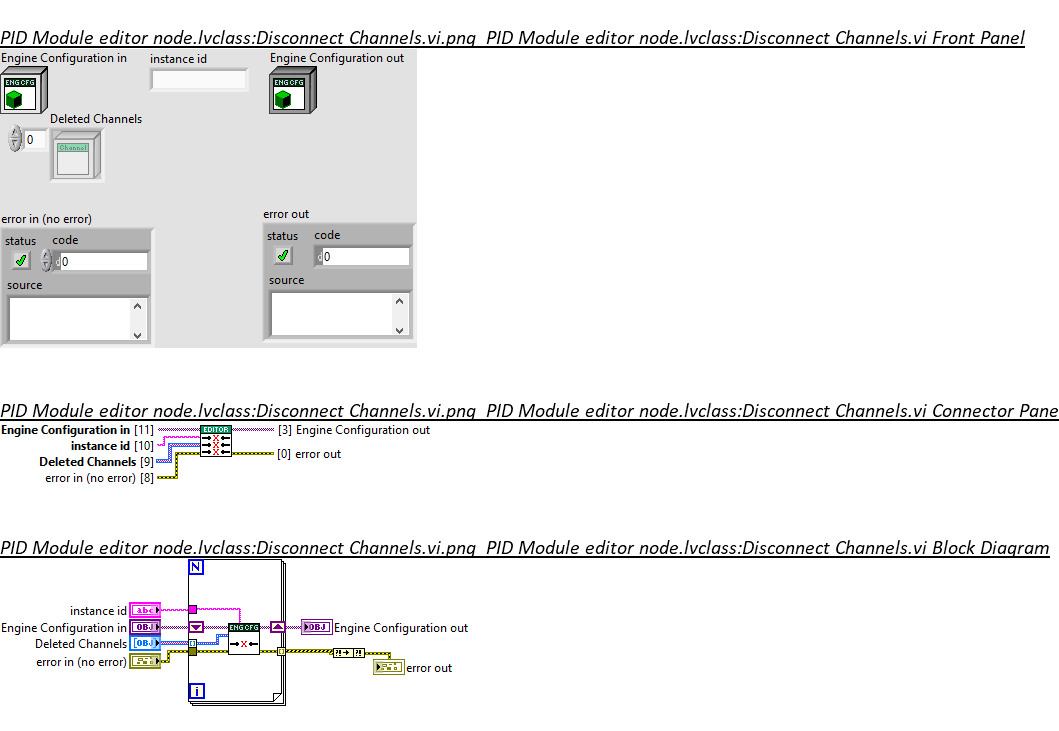 PID Module editor node.lvclass:Disconnect Channels.vi.png PID Module editor node.lvclass:Disconnect Channels.vi Front Panel
Engine Configuration in
instance id
Engine Configuration out
ENG CFG
ENG CFG
Deleted Channels
0
Channel
error in (no error)
error out
status
code
status
code
d0
d0
source
source
PID Module editor node.lvclass:Disconnect Channels.vi.png PID Module editor node.lvclass:Disconnect Channels.vi Connector Pane
Engine Configuration in [11]
EDITOR
[3] Engine Configuration out
instance id [10]
Deleted Channels [9]
[0] error out
error in (no error) [8]
PID Module editor node.lvclass:Disconnect Channels.vi.png PID Module editor node.lvclass:Disconnect Channels.vi Block Diagram
N
instance id
abc
Engine Configuration in
OBJ
ENG CFG
OBJ
Engine Configuration out
Deleted Channels
[OBJ]
error in (no error)
?!
?!
error out
i